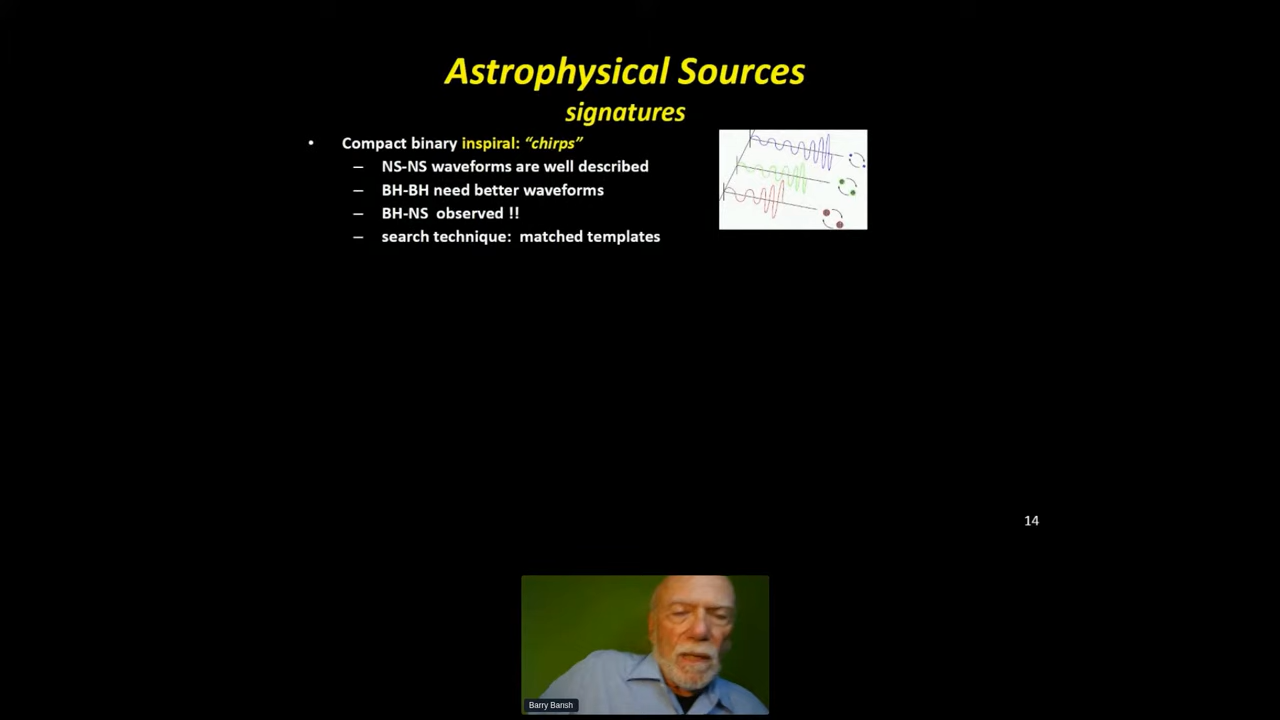 Astrophysical Sources
signatures
• Compact binary inspiral: “chirps”
– NS-NS waveforms are well described
– BH-BH need better waveforms
– BH-NS observed !!
– search technique: matched templates
14
Barry Barish